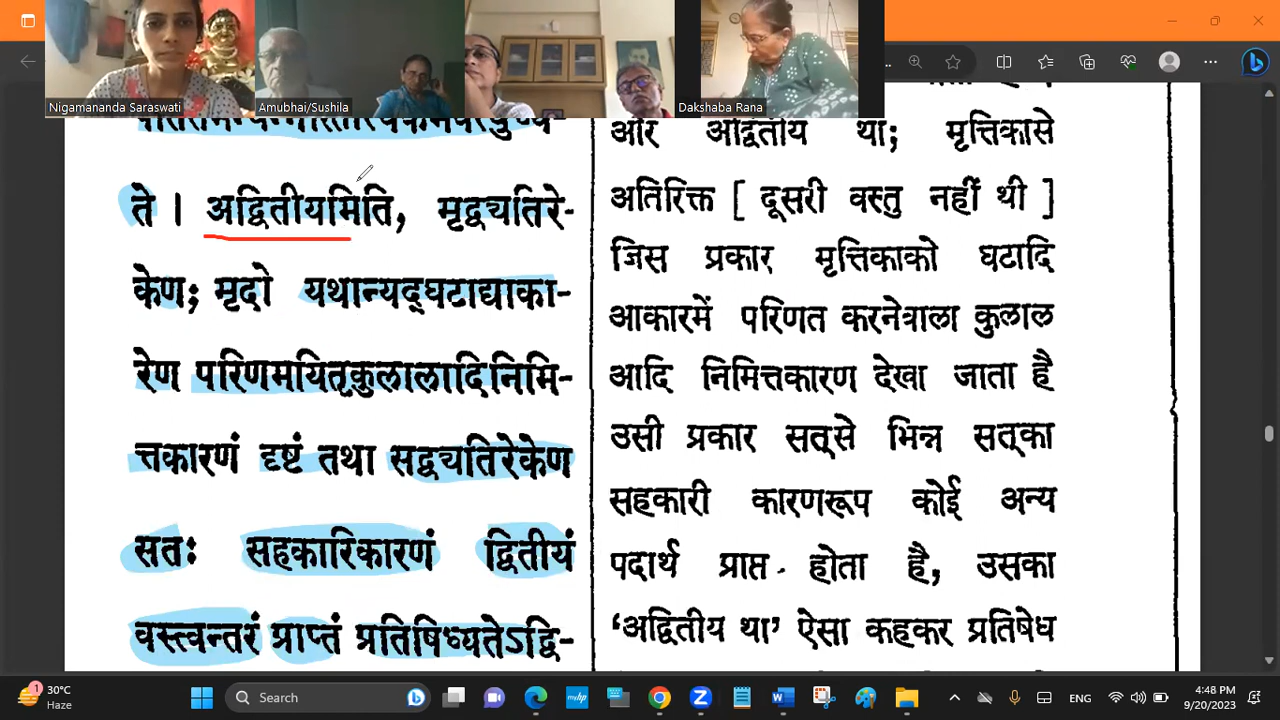 Nigamananda Saraswati
Amubhai/Sushila
Dakshaba Rana
ते । अद्वितीयमिति, मृद्व्यतिरे-
केण; मृदो यथान्यद्घटाद्याका-
रेण परिणमयितृकुलालादिनिमि-
त्तकारणं दृष्टं तथा सद्व्यतिरेकेण
सतः सहकारिकारणं द्वितीयं
वस्त्वन्तरं प्राप्तं प्रतिषिध्यतेऽद्वि-
और अद्वितीय था; मृत्तिकासे
अतिरिक्त [ दूसरी वस्तु नहीं थी ]
जिस प्रकार मृत्तिकाको घटादि
आकारमें परिणत करनेवाला कुलाल
आदि निमित्तकारण देखा जाता है
उसी प्रकार सत्‌से भिन्न सत्‌का
सहकारी कारणरूप कोई अन्य
पदार्थ प्राप्त होता है, उसका
‘अद्वितीय था’ ऐसा कहकर प्रतिषेध
1
30°C
Haze
Search
ENG
4:48 PM
9/20/2023